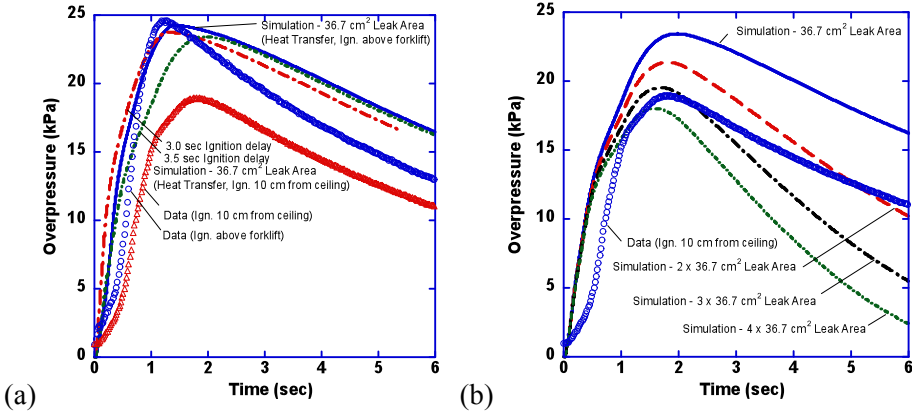 25
20
15
10
5
0
Overpressure (kPa)
0
1
2
3
4
5
6
Time (sec)
Simulation - 36.7 cm² Leak Area
(Heat Transfer, Ign. above forklift)
3.0 sec Ignition delay
3.5 sec Ignition delay
Simulation - 36.7 cm² Leak Area
(Heat Transfer, Ign. 10 cm from ceiling)
Data (Ign. 10 cm from ceiling)
Data (Ign. above forklift)
(a)
25
20
15
10
5
0
Overpressure (kPa)
0
1
2
3
4
5
6
Time (sec)
Simulation - 36.7 cm² Leak Area
Data (Ign. 10 cm from ceiling)
Simulation - 2 x 36.7 cm² Leak Area
Simulation - 3 x 36.7 cm² Leak Area
Simulation - 4 x 36.7 cm² Leak Area
(b)